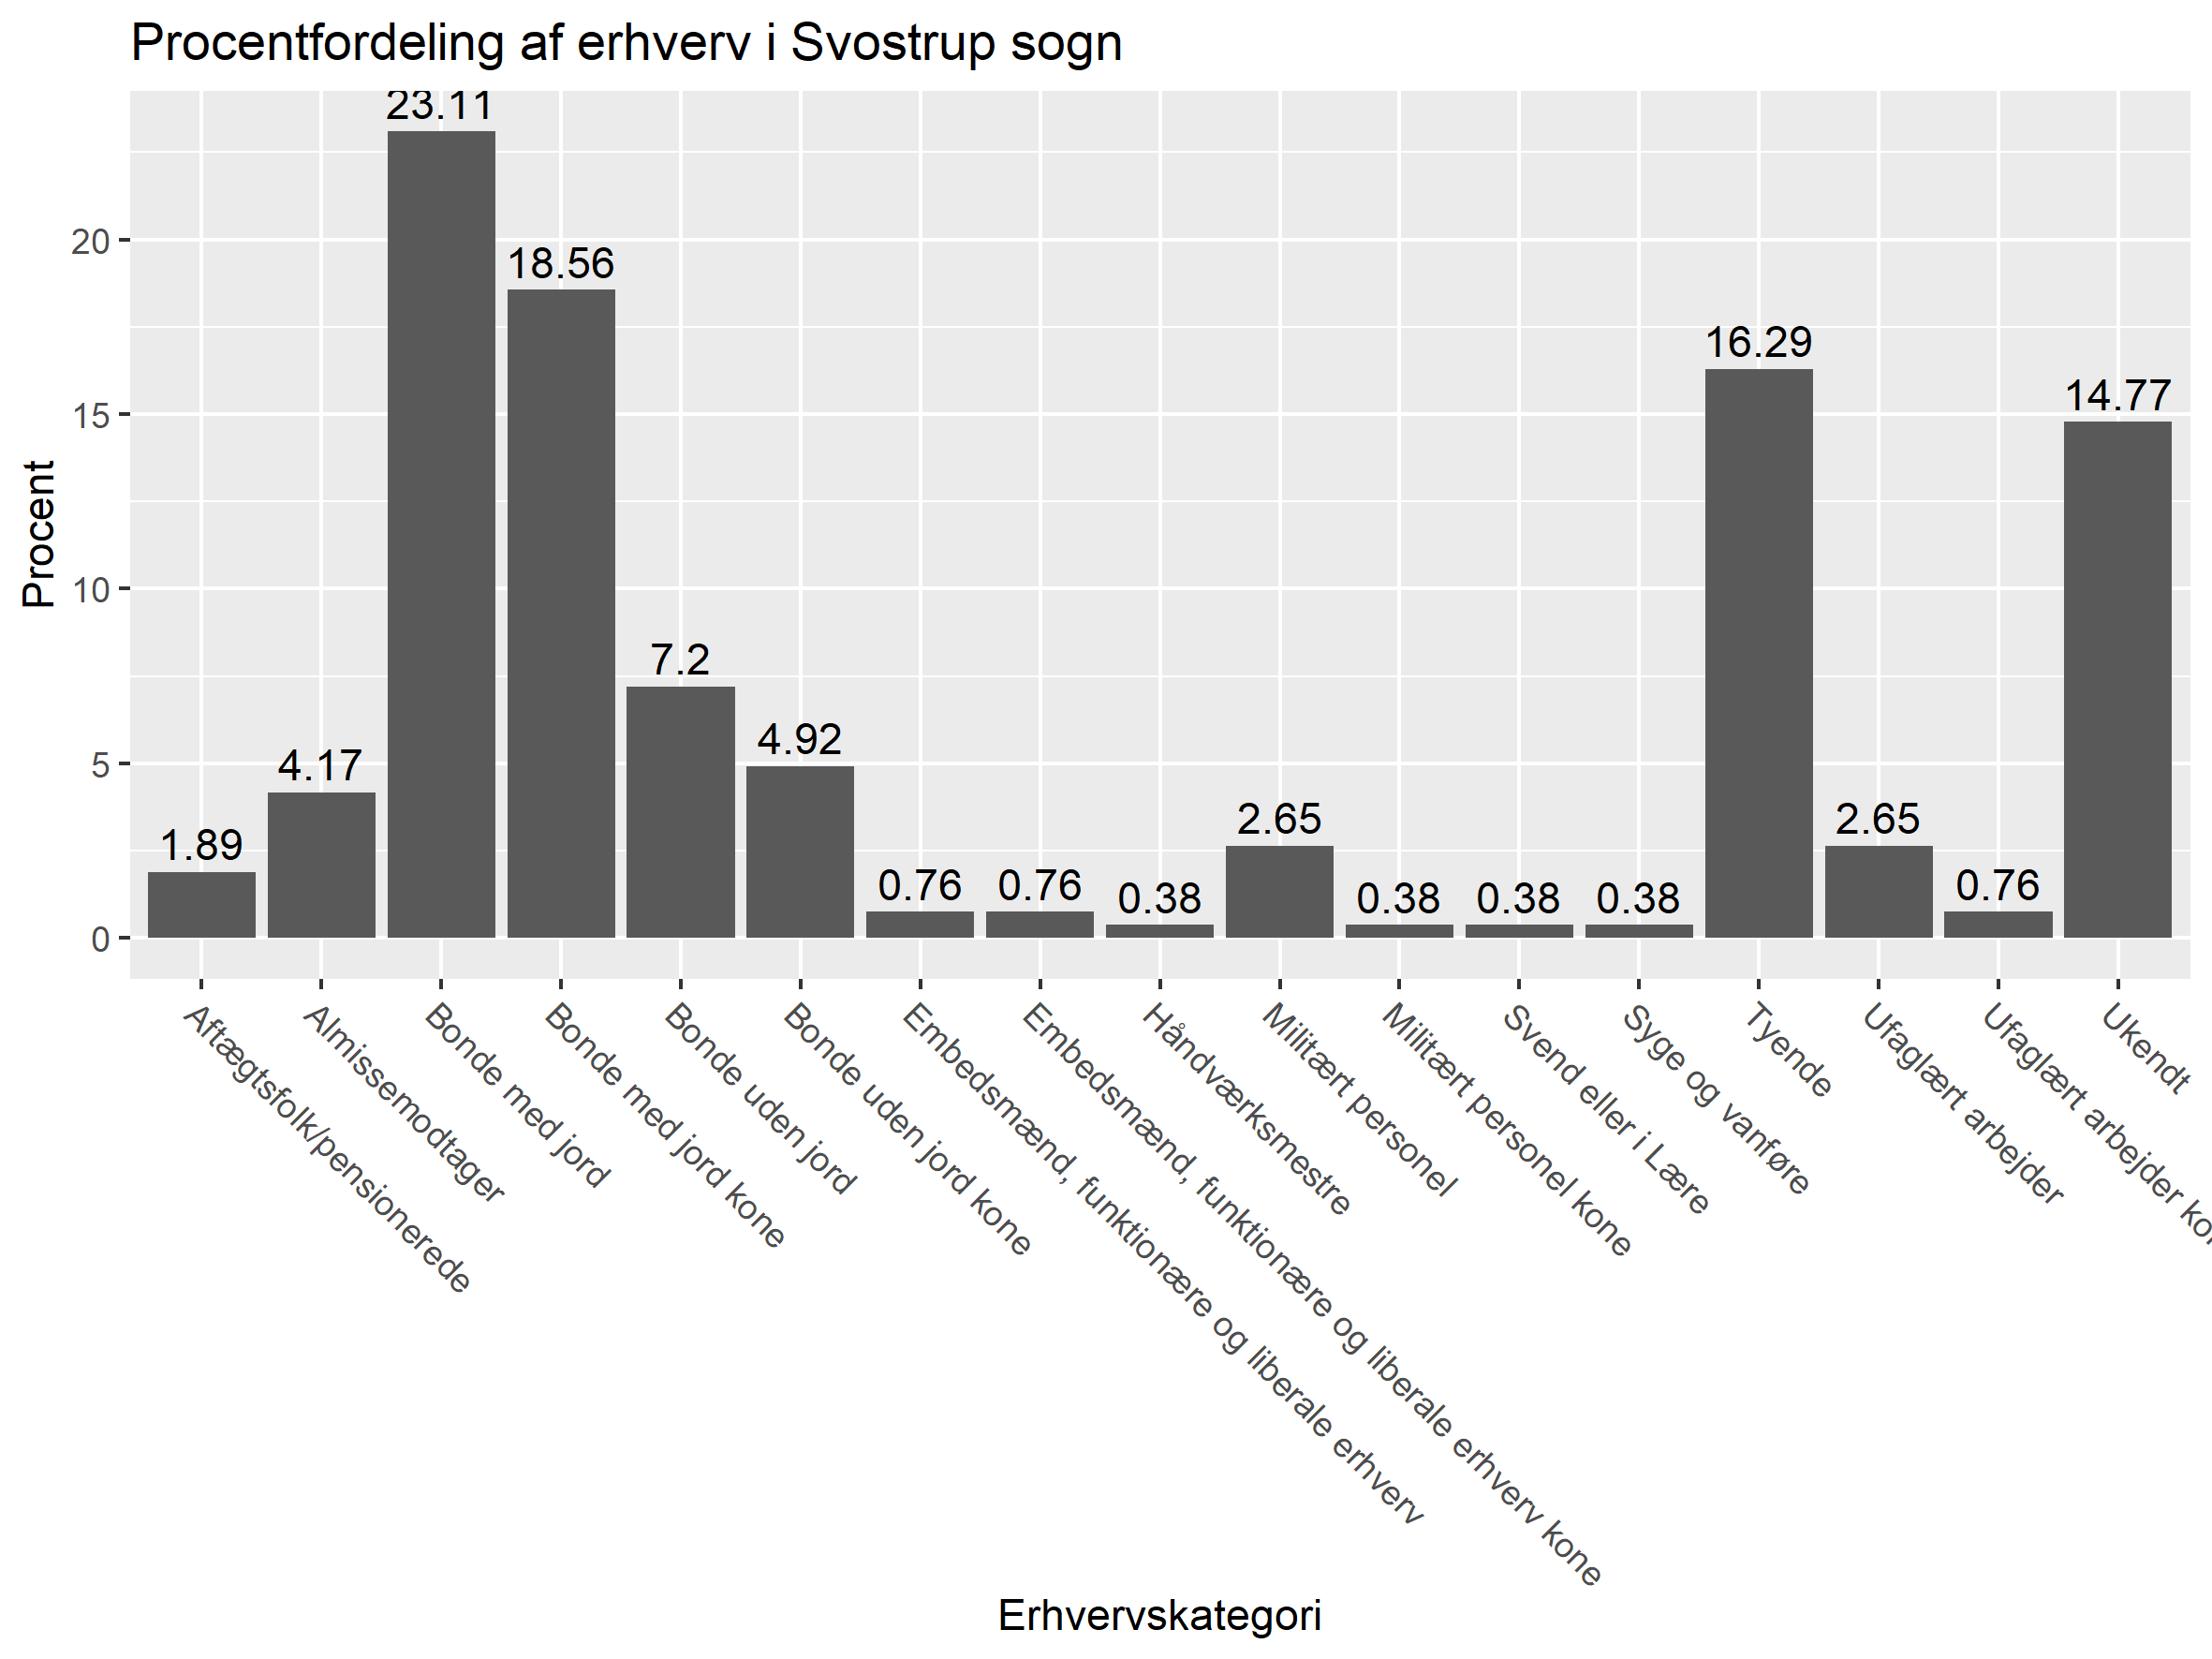 Procentfordeling af erhverv i Svostrup sogn
Procent
20
15
10
5
0
1.89
4.17
23.11
18.56
7.2
4.92
0.76
0.76
0.38
2.65
0.38
0.38
0.38
16.29
2.65
0.76
14.77
Aftægtsfolk/pensionerede
Almissemodtager
Bonde med jord
Bonde med jord kone
Bonde uden jord
Bonde uden jord kone
Embedsmænd, funktionære og liberale erhverv
Embedsmænd, funktionære og liberale erhverv kone
Håndværksmestre
Militært personel
Militært personel kone
Svend eller i Lære
Syge og vanføre
Tyende
Ufaglært arbejder
Ufaglært arbejder
Ukendt
Erhvervskategori